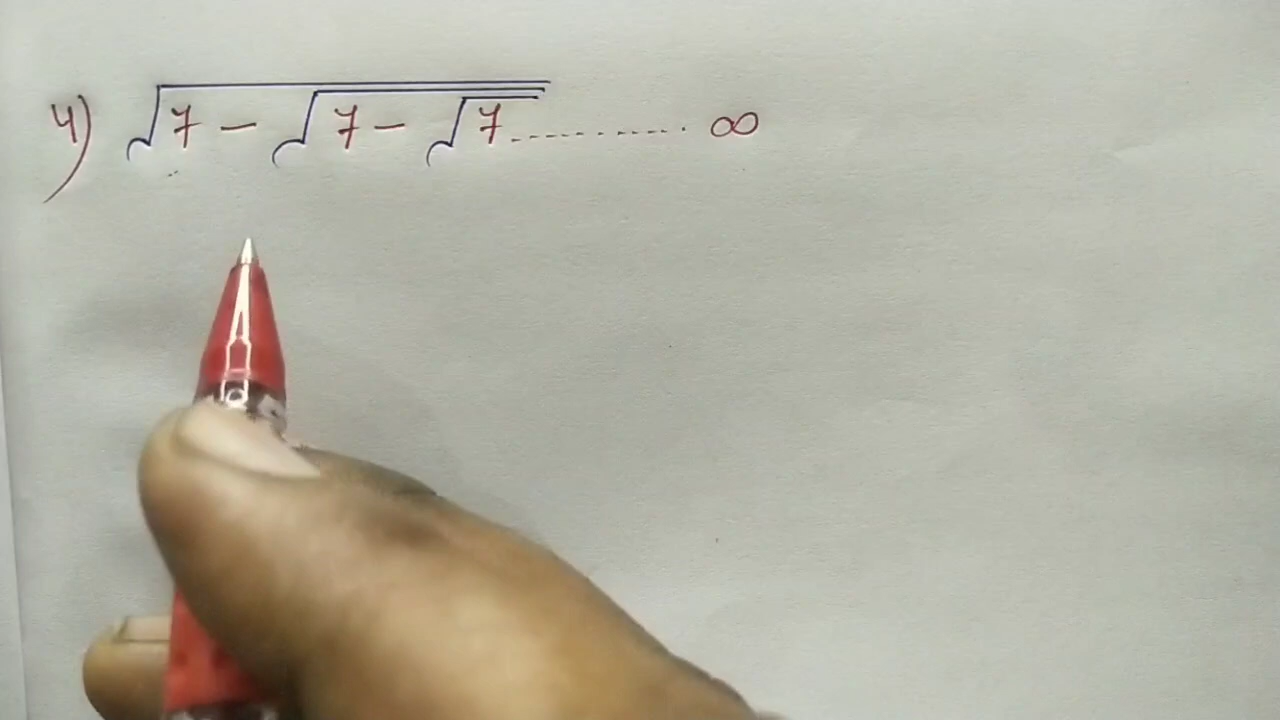 4) √7 - √7 - √7 ........... ∞